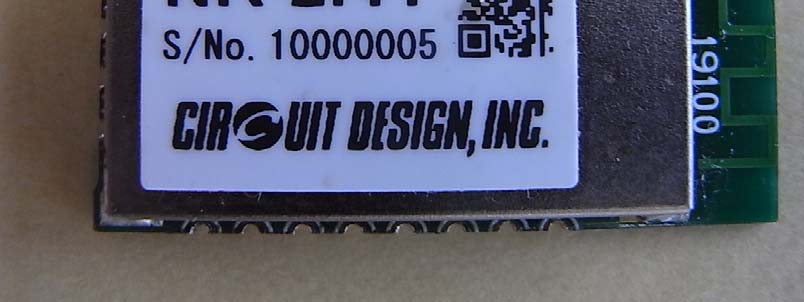 S/No. 10000005
CIRCUIT DESIGN, INC.
19100